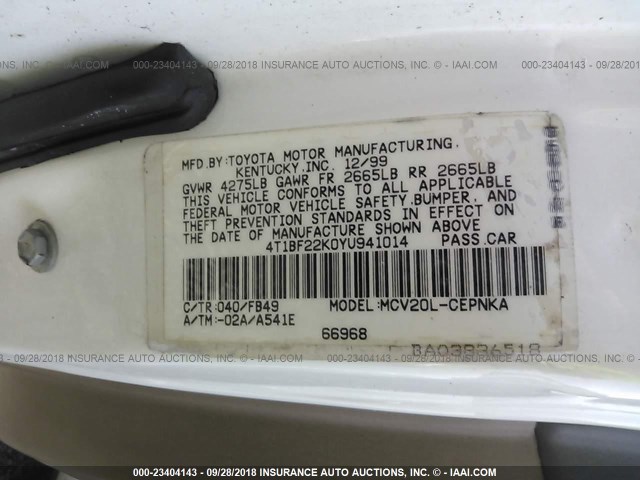 000-23404143 - 09/28/2018 INSURANCE AUTO AUCTIONS, INC. © - IAAI.COM
000-23404143 - 09/28/2018 INSURANCE AUTO AUCTIONS, INC. © - IAAI.COM
MFD.BY:TOYOTA MOTOR MANUFACTURING.
KENTUCKY,INC. 12/99
GVWR 4275LB GAWR FR 2665LB RR 2665LB
THIS VEHICLE CONFORMS TO ALL APPLICABLE
FEDERAL MOTOR VEHICLE SAFETY,BUMPER, AND
THEFT PREVENTION STANDARDS IN EFFECT ON
THE DATE OF MANUFACTURE SHOWN ABOVE
4T1BF22K0YU941014 PASS.CAR
C/TR:040/FB49 MODEL:MCV20L-CEPNKA
A/TM:-02A/A541E
66968
BA03836518
000-23404143 - 09/28/2018 INSURANCE AUTO AUCTIONS, INC. © - IAAI.COM